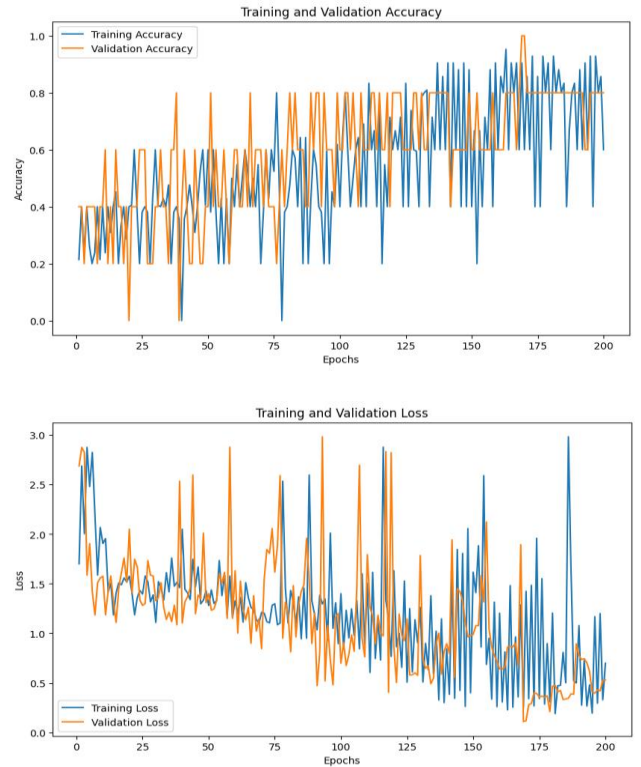 Training and Validation Accuracy
Training Accuracy
Validation Accuracy
1.0
0.8
0.6
0.4
0.2
0.0
Accuracy
0 25 50 75 100 125 150 175 200
Epochs
Training and Validation Loss
3.0
2.5
2.0
1.5
1.0
0.5
0.0
Loss
Training Loss
Validation Loss
0 25 50 75 100 125 150 175 200
Epochs